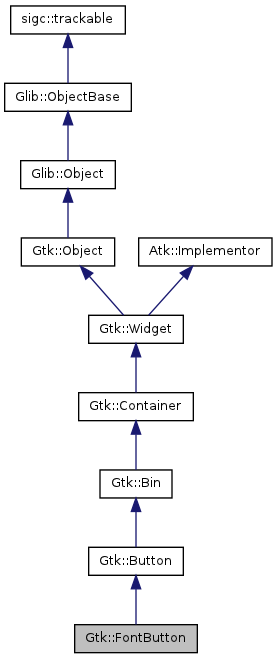 sigc::trackable
Glib::ObjectBase
Glib::Object
Gtk::Object
Atk::Implementor
Gtk::Widget
Gtk::Container
Gtk::Bin
Gtk::Button
Gtk::FontButton